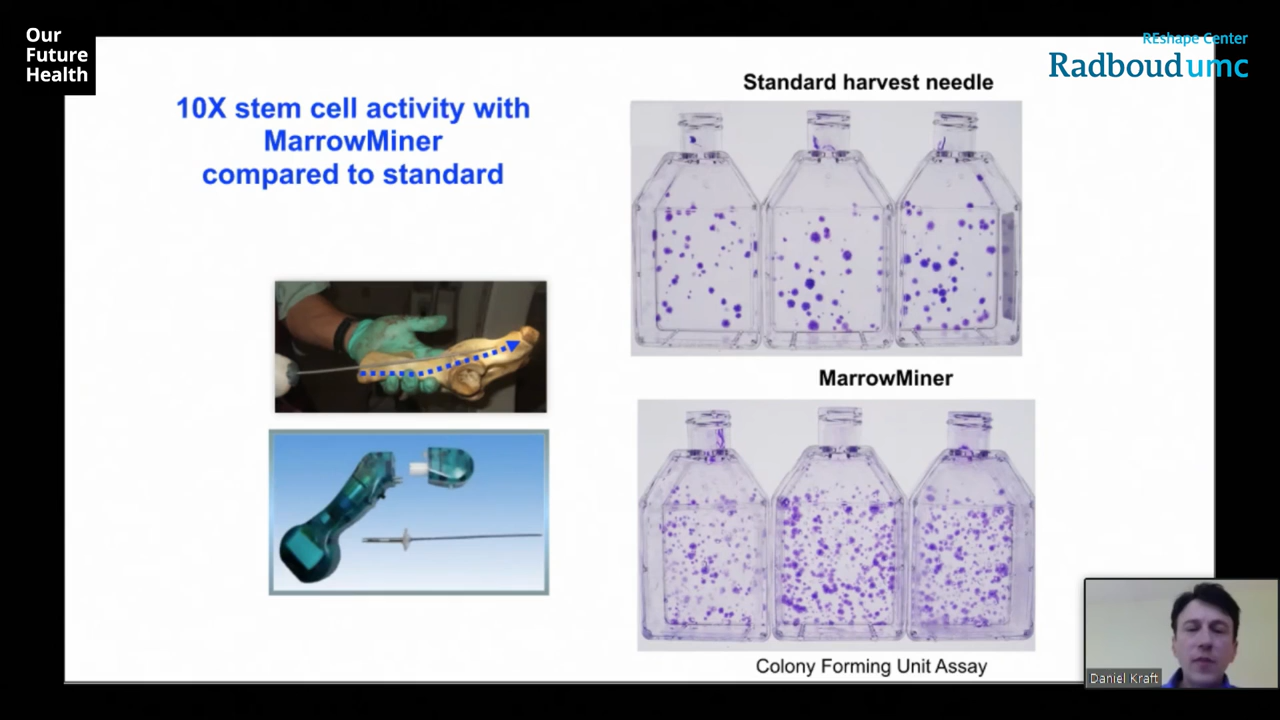 Our
Future
Health
REshape Center
Radboudumc
10X stem cell activity with
MarrowMiner
compared to standard
Standard harvest needle
MarrowMiner
Colony Forming Unit Assay
Daniel Kraft